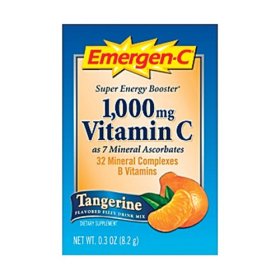 Emergen-C®
Super Energy Booster®
1,000mg
Vitamin C
as 7 Mineral Ascorbates
32 Mineral Complexes
B Vitamins
Tangerine
FLAVORED FIZZY DRINK MIX
DIETARY SUPPLEMENT
NET WT. 0.3 OZ (8.2 g)